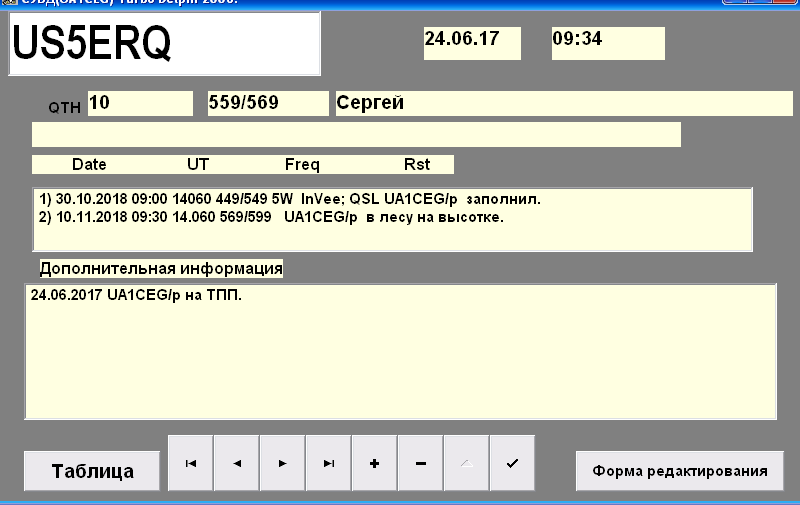 US5ERQ
24.06.17 09:34
QTH 10 559/569 Сергей
Date UT Freq Rst
1) 30.10.2018 09:00 14060 449/549 5W InVee; QSL UA1CEG/p заполнил.
2) 10.11.2018 09:30 14.060 569/599 UA1CEG/p в лесу на высотке.
Дополнительная информация
24.06.2017 UA1CEG/p на ТПП.
Таблица
Форма редактирования